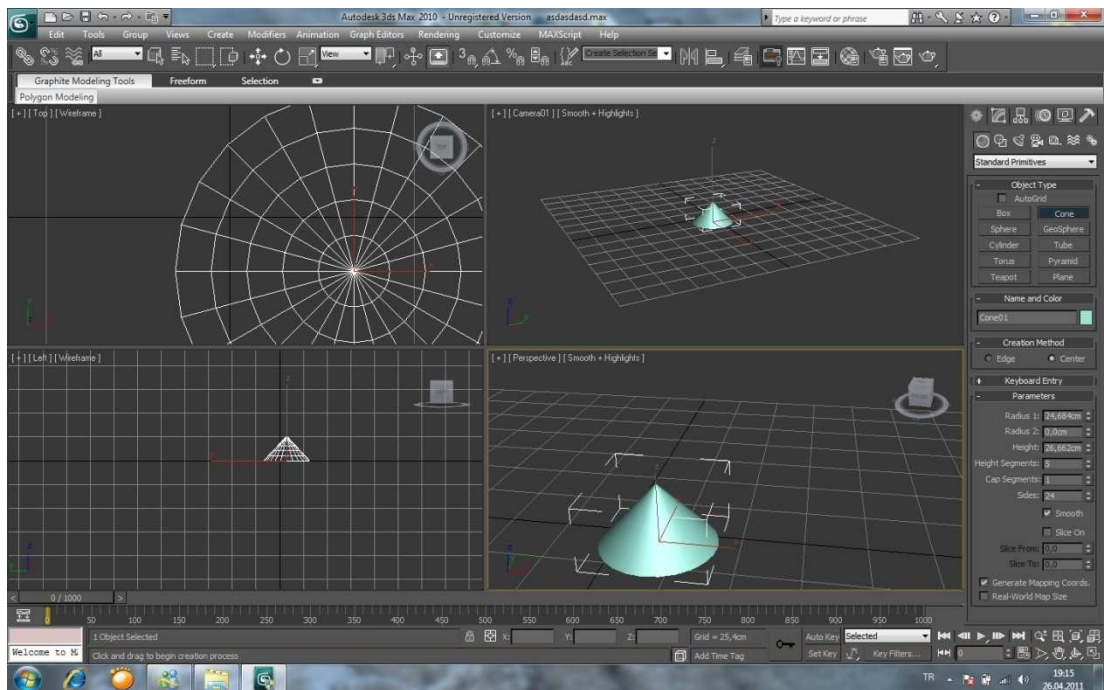 Autodesk 3ds Max 2010 - Unregistered Version asdasdasd.max
Type a keyword or phrase
Edit Tools Group Views Create Modifiers Animation Graph Editors Rendering Customize MAXScript Help
All
View
Create Selection Se
Graphite Modeling Tools Freeform Selection
Polygon Modeling
[ + ] [ Top ] [ Wireframe ]
[ + ] [ Camera01 ] [ Smooth + Highlights ]
[ + ] [ Left ] [ Wireframe ]
[ + ] [ Perspective ] [ Smooth + Highlights ]
Standard Primitives
- Object Type
AutoGrid
Box Cone
Sphere GeoSphere
Cylinder Tube
Torus Pyramid
Teapot Plane
- Name and Color
Cone01
- Creation Method
Edge Center
+ Keyboard Entry
- Parameters
Radius 1: 24,684cm
Radius 2: 0,0cm
Height: 26,662cm
Height Segments: 5
Cap Segments: 1
Sides: 24
Smooth
Slice On
Slice From: 0,0
Slice To: 0,0
Generate Mapping Coords.
Real-World Map Size
< 0 / 1000 >
0 50 100 150 200 250 300 350 400 450 500 550 600 650 700 750 800 850 900 950 1000
1 Object Selected X: Y: Z: Grid = 25,4cm Auto Key Selected
Welcome to M Click and drag to begin creation process Add Time Tag Set Key Key Filters... 0
TR 19:15
26.04.2011